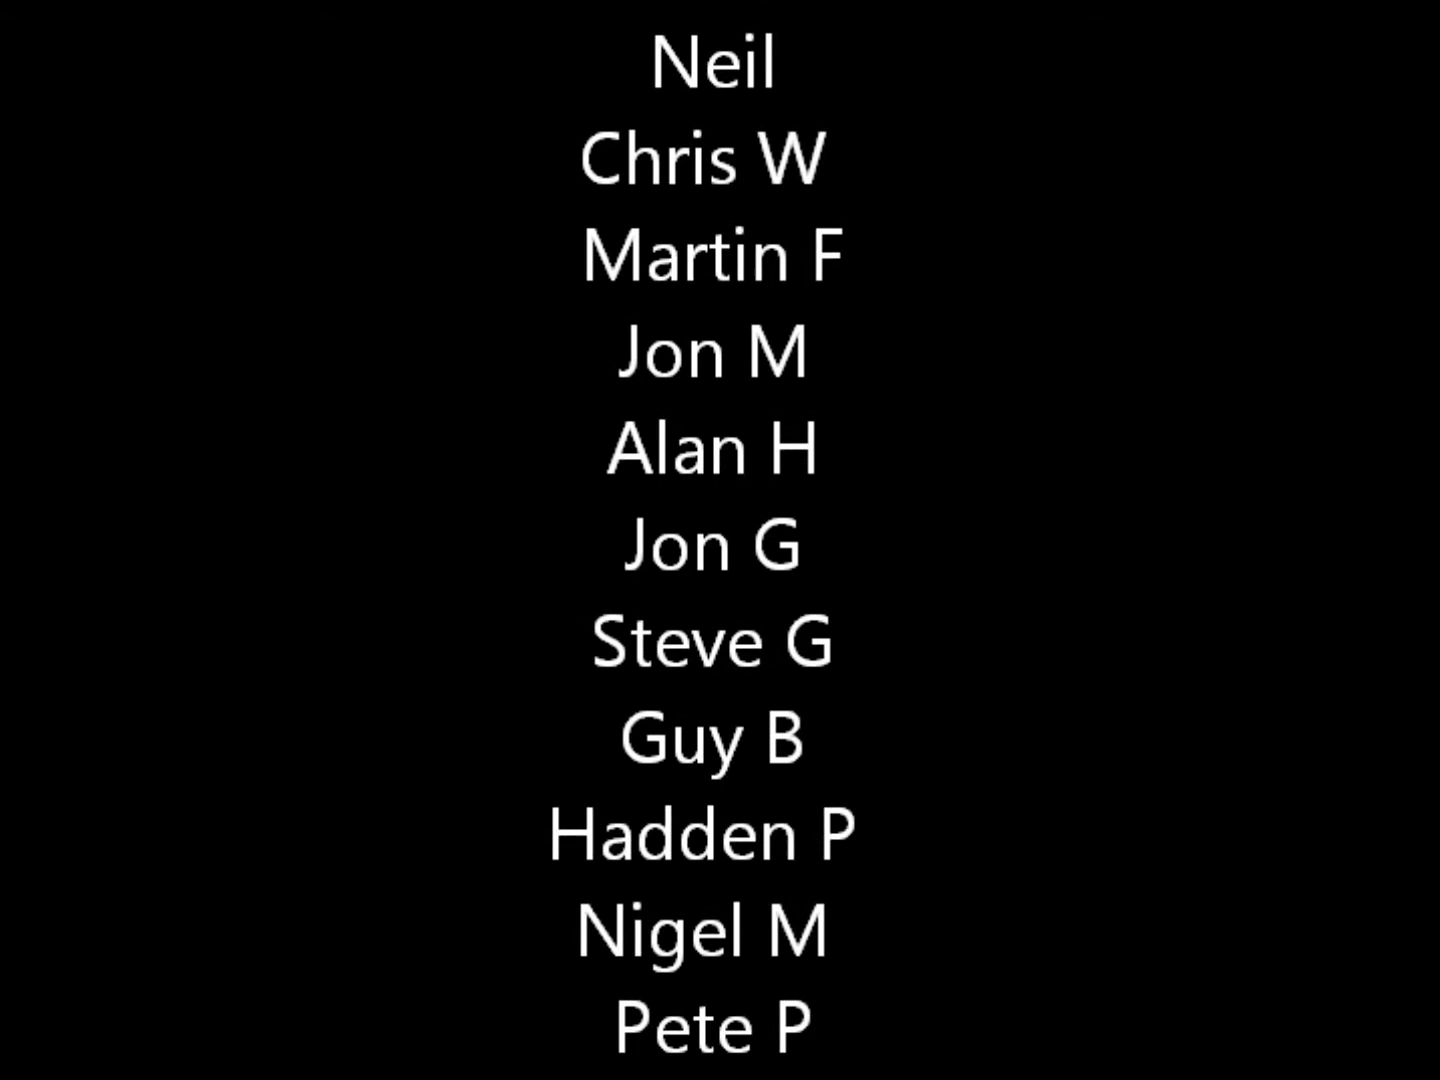 Neil
Chris W
Martin F
Jon M
Alan H
Jon G
Steve G
Guy B
Hadden P
Nigel M
Pete P